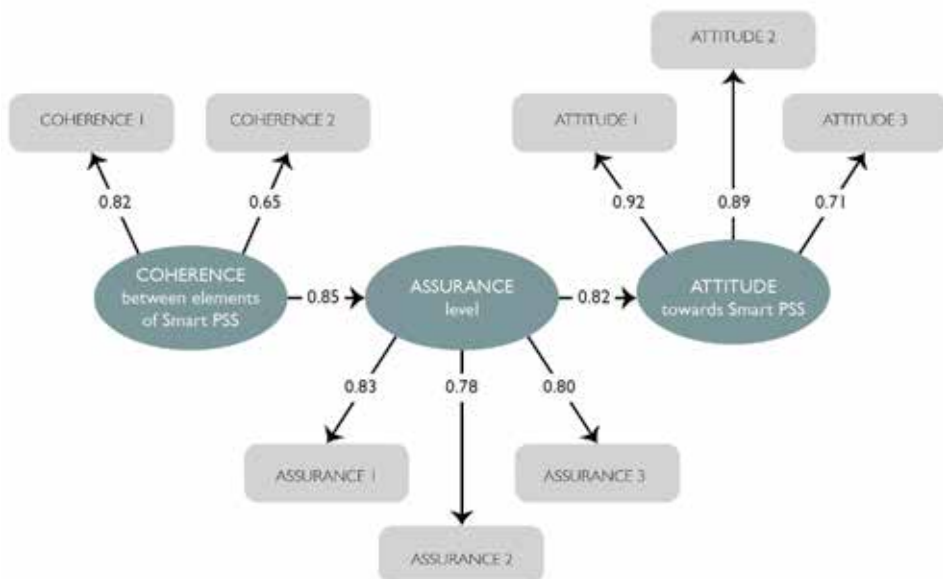 ATTITUDE 2
COHERENCE 1
COHERENCE 2
ATTITUDE 1
ATTITUDE 3
0.82
0.65
0.92
0.89
0.71
COHERENCE
between elements
of Smart PSS
0.85
ASSURANCE
level
0.82
ATTITUDE
towards Smart PSS
0.83
0.78
0.80
ASSURANCE 1
ASSURANCE 3
ASSURANCE 2